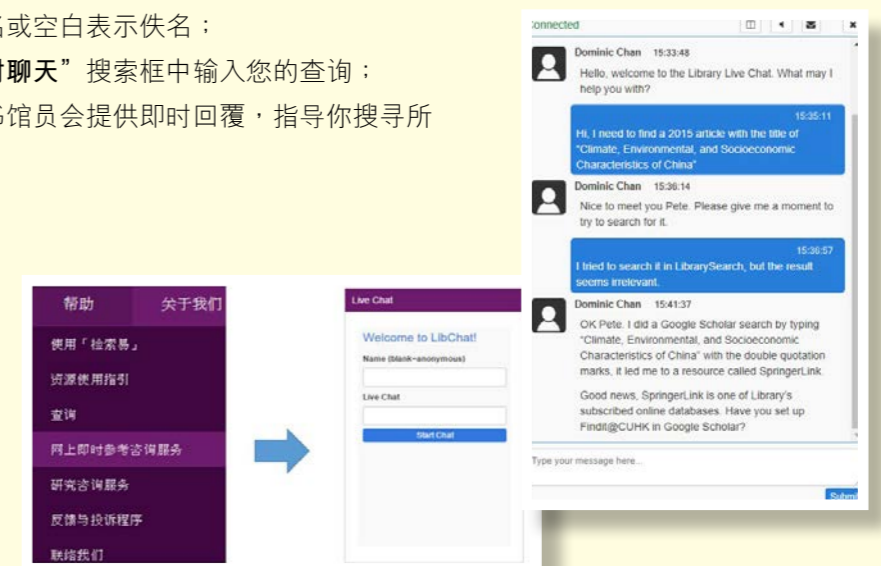 名或空白表示佚名；
时聊天”搜索框中输入您的查询；
书馆员会提供即时回覆，指导你搜寻所
帮助 关于我们
使用「检索易」
资源使用指引
查询
网上即时参考咨询服务
研究咨询服务
反馈与投诉程序
联络我们
Live Chat
Welcome to LibChat!
Name (blank=anonymous)
Live Chat
Start Chat
onnected
Dominic Chan 15:33:48
Hello, welcome to the Library Live Chat. What may I
help you with?
15:35:11
Hi, I need to find a 2015 article with the title of
"Climate, Environmental, and Socioeconomic
Characteristics of China"
Dominic Chan 15:36:14
Nice to meet you Pete. Please give me a moment to
try to search for it.
15:36:57
I tried to search it in LibrarySearch, but the result
seems irrelevant.
Dominic Chan 15:41:37
OK Pete. I did a Google Scholar search by typing
"Climate, Environmental, and Socioeconomic
Characteristics of China" with the double quotation
marks, it led me to a resource called SpringerLink.
Good news, SpringerLink is one of Library's
subscribed online databases. Have you set up
Findit@CUHK in Google Scholar?
Type your message here...
Submit